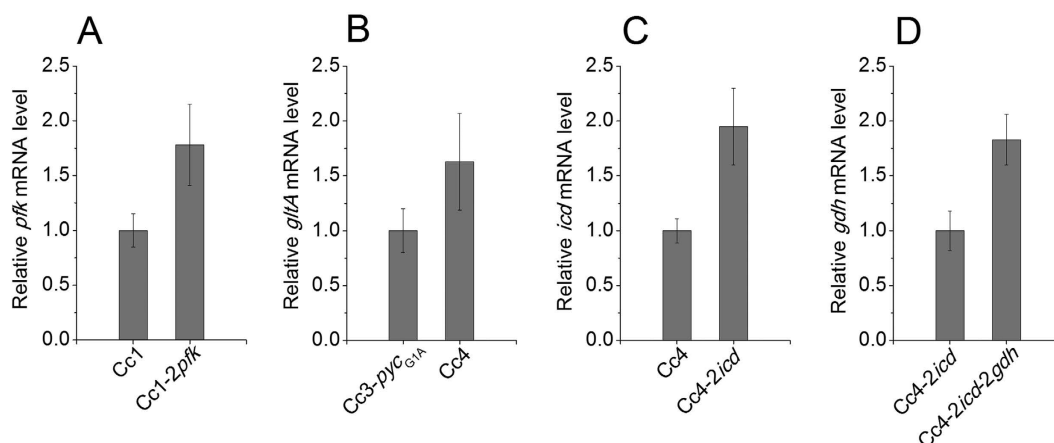 A
Relative pfk mRNA level
2.5
2.0
1.5
1.0
0.5
0.0
Cc1
Cc1-2pfk
B
Relative gltA mRNA level
2.5
2.0
1.5
1.0
0.5
0.0
Cc3-pycG1A
Cc4
C
Relative icd mRNA level
2.5
2.0
1.5
1.0
0.5
0.0
Cc4
Cc4-2icd
D
Relative gdh mRNA level
2.5
2.0
1.5
1.0
0.5
0.0
Cc4-2icd
Cc4-2icd-2gdh